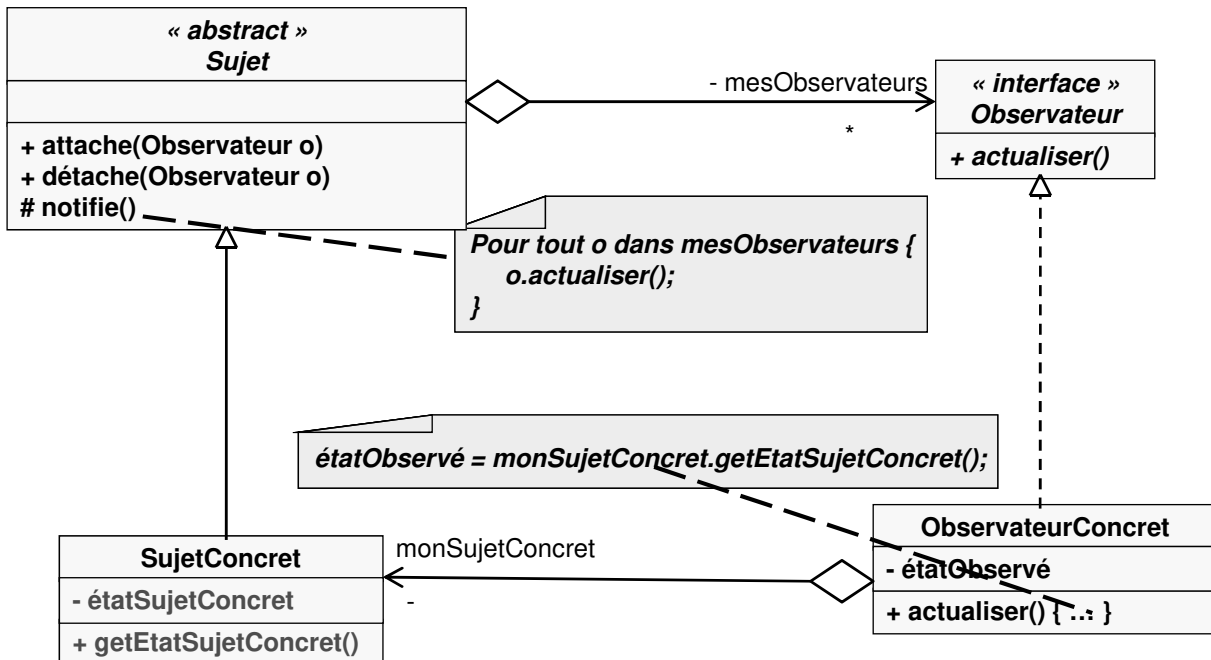 « abstract »
Sujet
+ attache(Observateur o)
+ détache(Observateur o)
# notifie()
- mesObservateurs
*
« interface »
Observateur
+ actualiser()
Pour tout o dans mesObservateurs {
o.actualiser();
}
étatObservé = monSujetConcret.getEtatSujetConcret();
SujetConcret
- étatSujetConcret
+ getEtatSujetConcret()
monSujetConcret
-
ObservateurConcret
- étatObservé
+ actualiser() { ... }